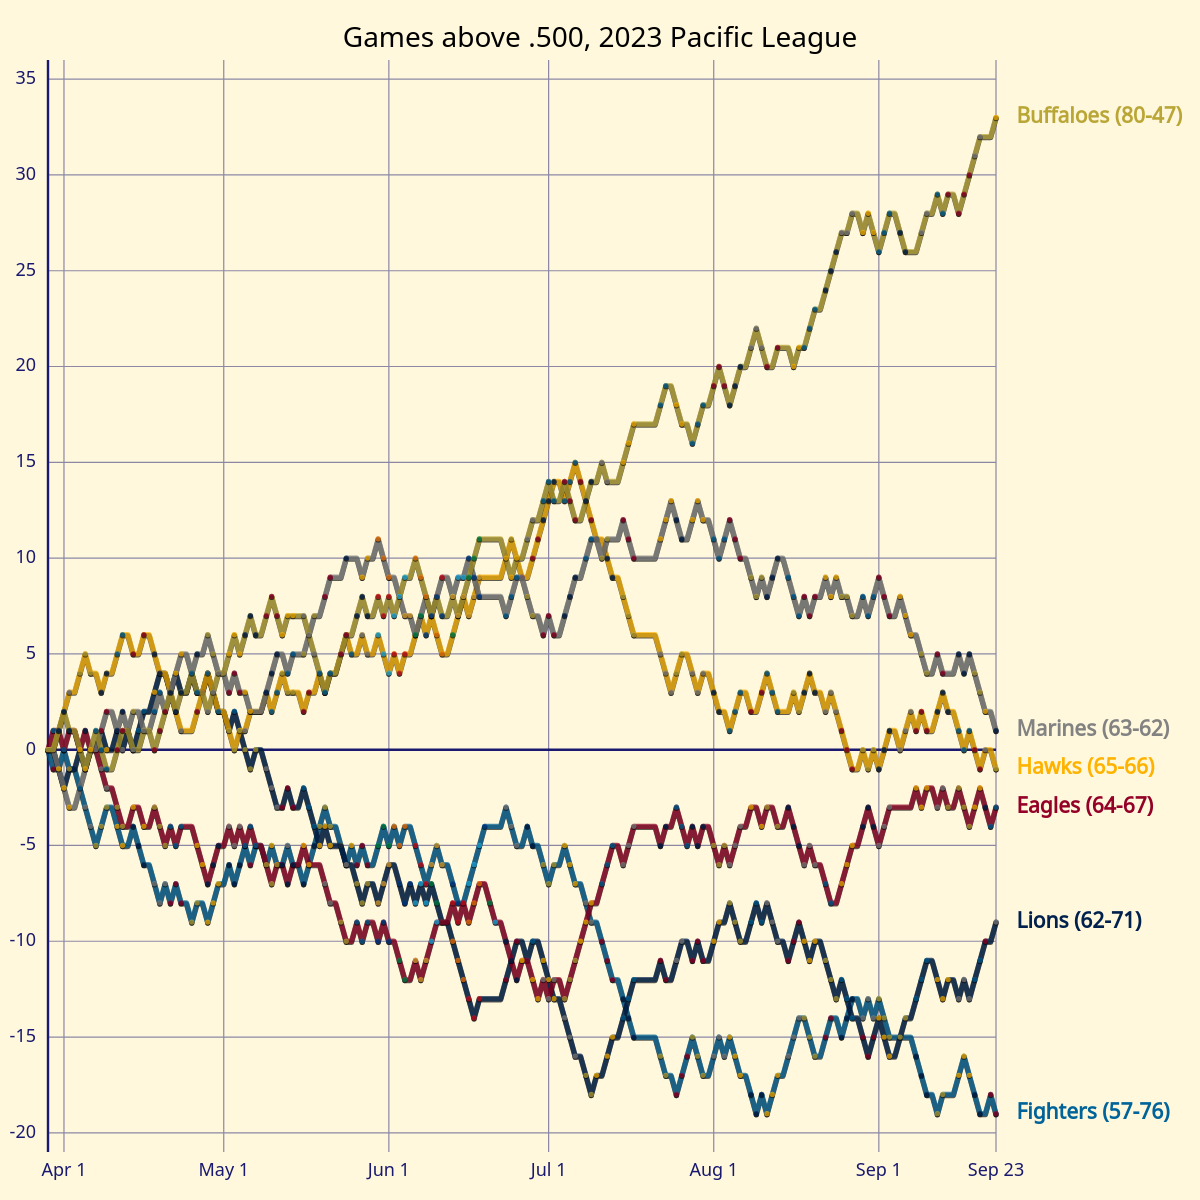 Games above .500, 2023 Pacific League
35
30
25
20
15
10
5
0
-5
-10
-15
-20
Buffaloes (80-47)
Marines (63-62)
Hawks (65-66)
Eagles (64-67)
Lions (62-71)
Fighters (57-76)
Apr 1
May 1
Jun 1
Jul 1
Aug 1
Sep 1
Sep 23